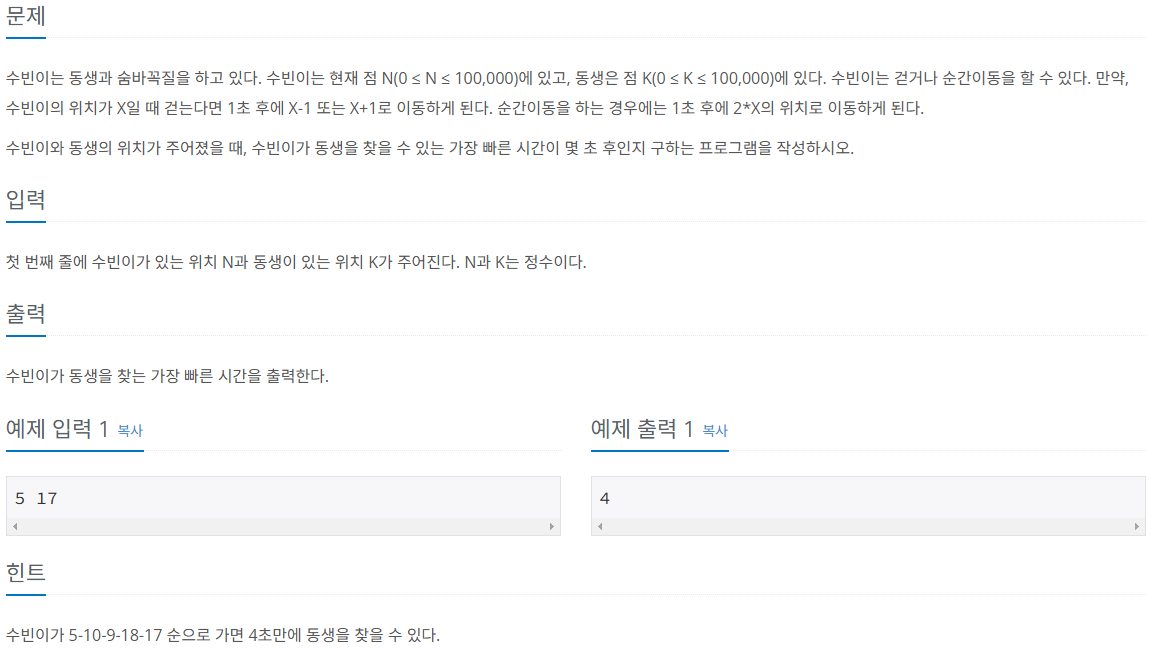 문제
수빈이는 동생과 숨바꼭질을 하고 있다. 수빈이는 현재 점 N(0 ≤ N ≤ 100,000)에 있고, 동생은 점 K(0 ≤ K ≤ 100,000)에 있다. 수빈이는 걷거나 순간이동을 할 수 있다. 만약,
수빈이의 위치가 X일 때 걷는다면 1초 후에 X-1 또는 X+1로 이동하게 된다. 순간이동을 하는 경우에는 1초 후에 2*X의 위치로 이동하게 된다.
수빈이와 동생의 위치가 주어졌을 때, 수빈이가 동생을 찾을 수 있는 가장 빠른 시간이 몇 초 후인지 구하는 프로그램을 작성하시오.
입력
첫 번째 줄에 수빈이가 있는 위치 N과 동생이 있는 위치 K가 주어진다. N과 K는 정수이다.
출력
수빈이가 동생을 찾는 가장 빠른 시간을 출력한다.
예제 입력 1 복사
5 17
예제 출력 1 복사
4
힌트
수빈이가 5-10-9-18-17 순으로 가면 4초만에 동생을 찾을 수 있다.